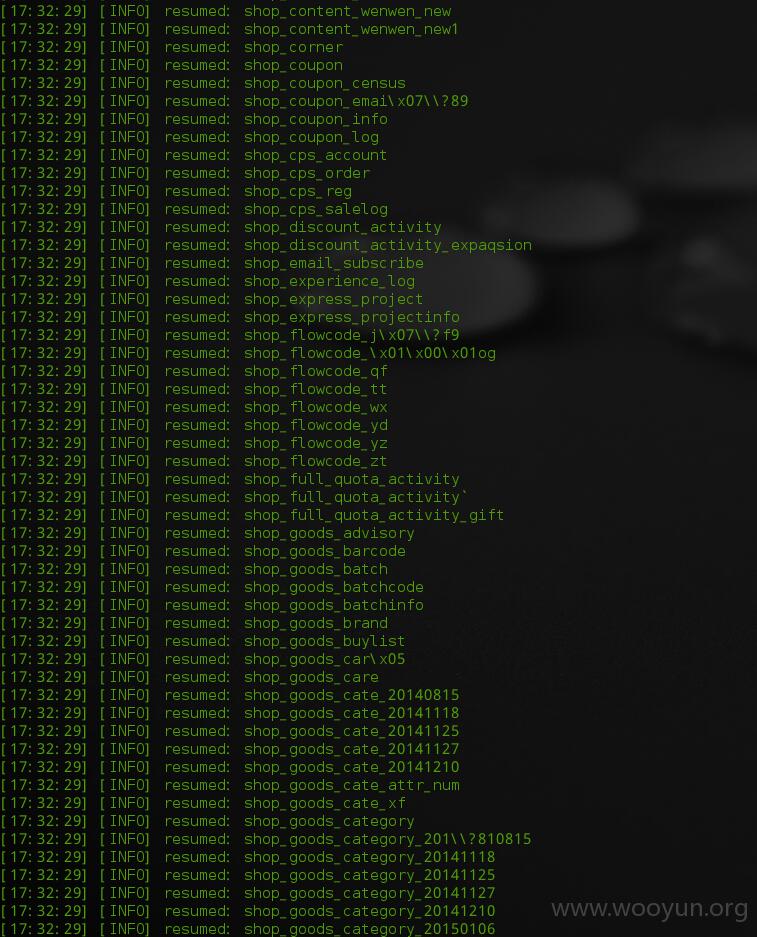 [17:32:29] [INFO] resumed: shop_content_wenwen_new
[17:32:29] [INFO] resumed: shop_content_wenwen_new1
[17:32:29] [INFO] resumed: shop_corner
[17:32:29] [INFO] resumed: shop_coupon
[17:32:29] [INFO] resumed: shop_coupon_census
[17:32:29] [INFO] resumed: shop_coupon_emai\x07\\?89
[17:32:29] [INFO] resumed: shop_coupon_info
[17:32:29] [INFO] resumed: shop_coupon_log
[17:32:29] [INFO] resumed: shop_cps_account
[17:32:29] [INFO] resumed: shop_cps_order
[17:32:29] [INFO] resumed: shop_cps_reg
[17:32:29] [INFO] resumed: shop_cps_salelog
[17:32:29] [INFO] resumed: shop_discount_activity
[17:32:29] [INFO] resumed: shop_discount_activity_expaqsion
[17:32:29] [INFO] resumed: shop_email_subscribe
[17:32:29] [INFO] resumed: shop_experience_log
[17:32:29] [INFO] resumed: shop_express_project
[17:32:29] [INFO] resumed: shop_express_projectinfo
[17:32:29] [INFO] resumed: shop_flowcode_j\x07\\?f9
[17:32:29] [INFO] resumed: shop_flowcode_\x01\x00\x01og
[17:32:29] [INFO] resumed: shop_flowcode_qf
[17:32:29] [INFO] resumed: shop_flowcode_tt
[17:32:29] [INFO] resumed: shop_flowcode_wx
[17:32:29] [INFO] resumed: shop_flowcode_yd
[17:32:29] [INFO] resumed: shop_flowcode_yz
[17:32:29] [INFO] resumed: shop_flowcode_zt
[17:32:29] [INFO] resumed: shop_full_quota_activity
[17:32:29] [INFO] resumed: shop_full_quota_activity`
[17:32:29] [INFO] resumed: shop_full_quota_activity_gift
[17:32:29] [INFO] resumed: shop_goods_advisory
[17:32:29] [INFO] resumed: shop_goods_barcode
[17:32:29] [INFO] resumed: shop_goods_batch
[17:32:29] [INFO] resumed: shop_goods_batchcode
[17:32:29] [INFO] resumed: shop_goods_batchinfo
[17:32:29] [INFO] resumed: shop_goods_brand
[17:32:29] [INFO] resumed: shop_goods_buylist
[17:32:29] [INFO] resumed: shop_goods_car\x05
[17:32:29] [INFO] resumed: shop_goods_care
[17:32:29] [INFO] resumed: shop_goods_cate_20140815
[17:32:29] [INFO] resumed: shop_goods_cate_20141118
[17:32:29] [INFO] resumed: shop_goods_cate_20141125
[17:32:29] [INFO] resumed: shop_goods_cate_20141127
[17:32:29] [INFO] resumed: shop_goods_cate_20141210
[17:32:29] [INFO] resumed: shop_goods_cate_attr_num
[17:32:29] [INFO] resumed: shop_goods_cate_xf
[17:32:29] [INFO] resumed: shop_goods_category
[17:32:29] [INFO] resumed: shop_goods_category_201\\?810815
[17:32:29] [INFO] resumed: shop_goods_category_20141118
[17:32:29] [INFO] resumed: shop_goods_category_20141125
[17:32:29] [INFO] resumed: shop_goods_category_20141127
[17:32:29] [INFO] resumed: shop_goods_category_20141210
[17:32:29] [INFO] resumed: shop_goods_category_20150106
www.wooyun.org